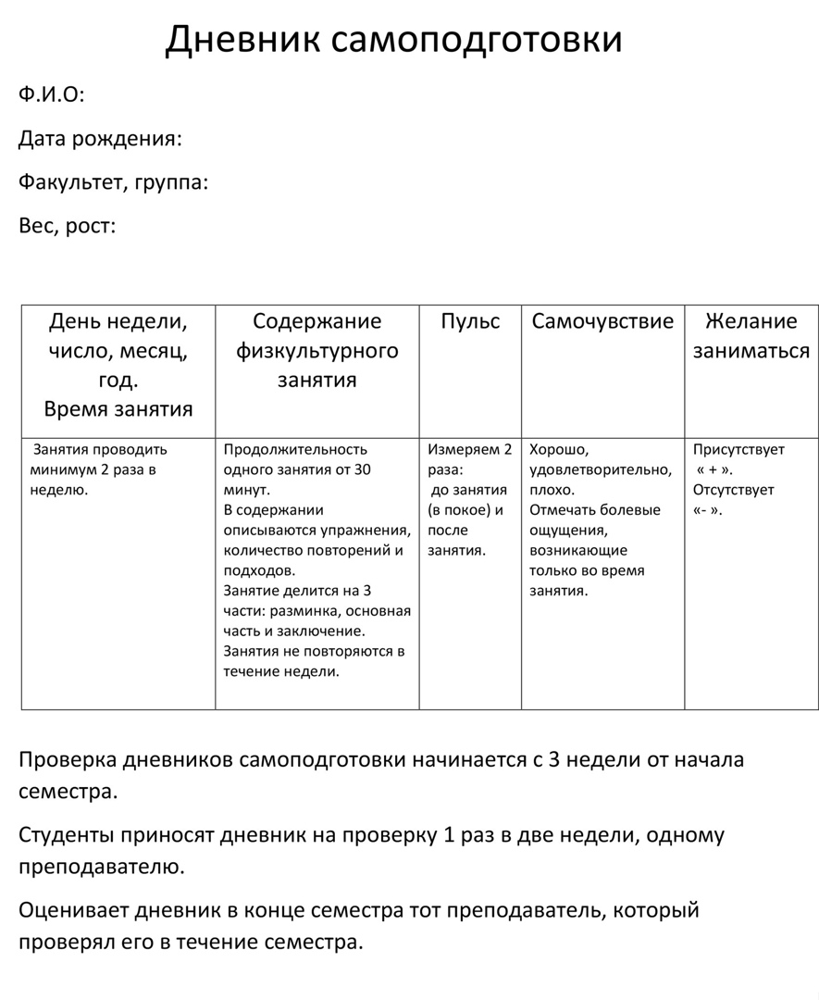 Дневник самоподготовки
Ф.И.О:
Дата рождения:
Факультет, группа:
Вес, рост:
День недели,
число, месяц,
год.
Время занятия
Содержание
физкультурного
занятия
Пульс
Самочувствие
Желание
заниматься
Занятия проводить
минимум 2 раза в
неделю.
Продолжительность
одного занятия от 30
минут.
В содержании
описываются упражнения,
количество повторений и
подходов.
Занятие делится на 3
части: разминка, основная
часть и заключение.
Занятия не повторяются в
течение недели.
Измеряем 2
раза:
до занятия
(в покое) и
после
занятия.
Хорошо,
удовлетворительно,
плохо.
Отмечать болевые
ощущения,
возникающие
только во время
занятия.
Присутствует
« + ».
Отсутствует
«- ».
Проверка дневников самоподготовки начинается с 3 недели от начала
семестра.
Студенты приносят дневник на проверку 1 раз в две недели, одному
преподавателю.
Оценивает дневник в конце семестра тот преподаватель, который
проверял его в течение семестра.